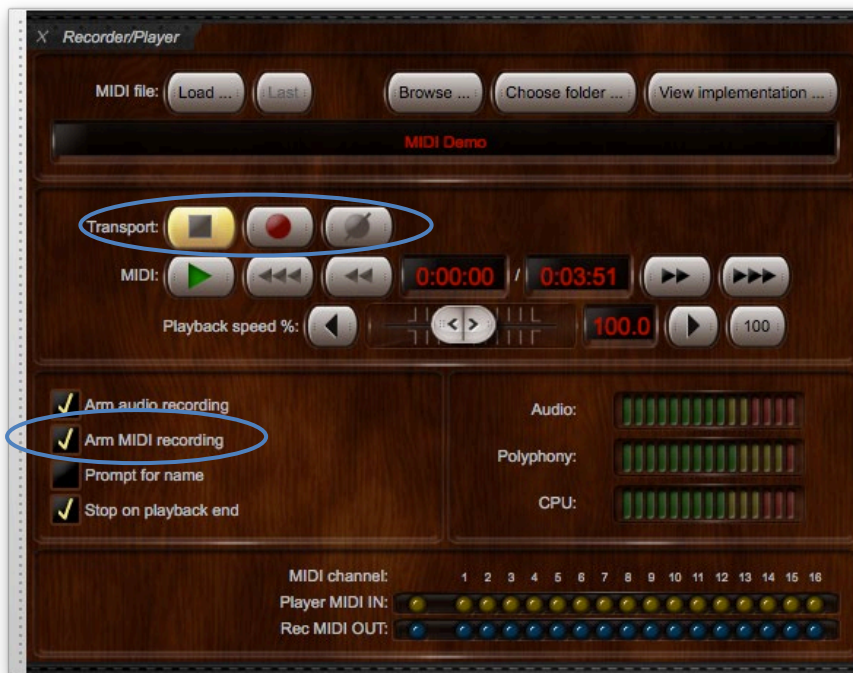 X Recorder/Player
MIDI file: Load ... Last Browse ... Choose folder ... View implementation ...
MIDI Demo
Transport:
MIDI: 0:00:00 / 0:03:51
Playback speed %: 100.0 100
Arm audio recording
Audio:
Arm MIDI recording
Polyphony:
Prompt for name
CPU:
Stop on playback end
MIDI channel: 1 2 3 4 5 6 7 8 9 10 11 12 13 14 15 16
Player MIDI IN:
Rec MIDI OUT: